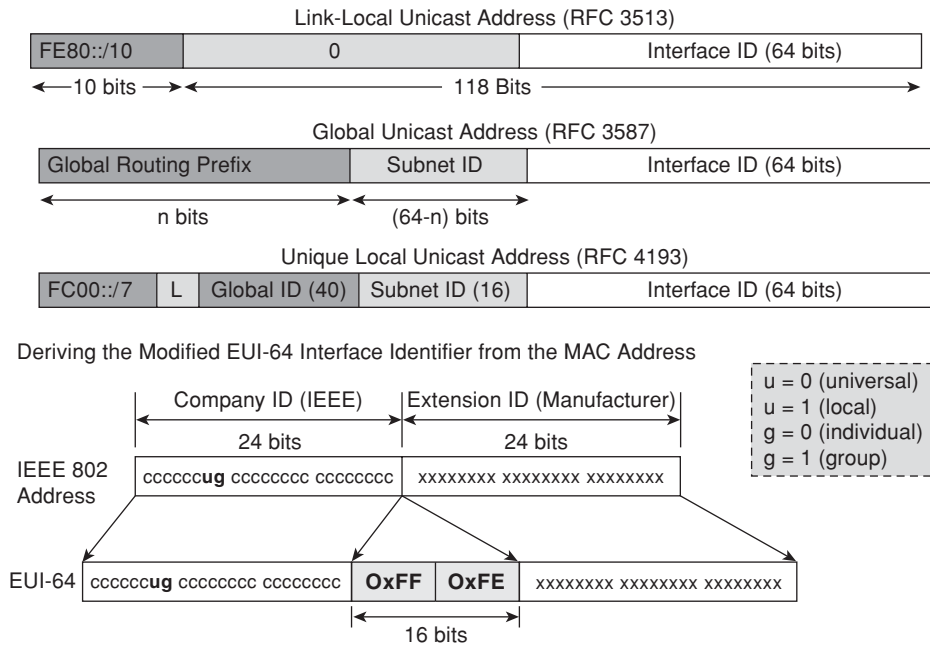 Link-Local Unicast Address (RFC 3513)
FE80::/10 0 Interface ID (64 bits)
10 bits 118 Bits
Global Unicast Address (RFC 3587)
Global Routing Prefix Subnet ID Interface ID (64 bits)
n bits (64-n) bits
Unique Local Unicast Address (RFC 4193)
FC00::/7 L Global ID (40) Subnet ID (16) Interface ID (64 bits)
Deriving the Modified EUI-64 Interface Identifier from the MAC Address
u = 0 (universal)
u = 1 (local)
g = 0 (individual)
g = 1 (group)
Company ID (IEEE) Extension ID (Manufacturer)
24 bits 24 bits
IEEE 802
Address
ccccccug cccccccc cccccccc xxxxxxxx xxxxxxxx xxxxxxxx
EUI-64 ccccccug cccccccc cccccccc OxFF OxFE xxxxxxxx xxxxxxxx xxxxxxxx
16 bits